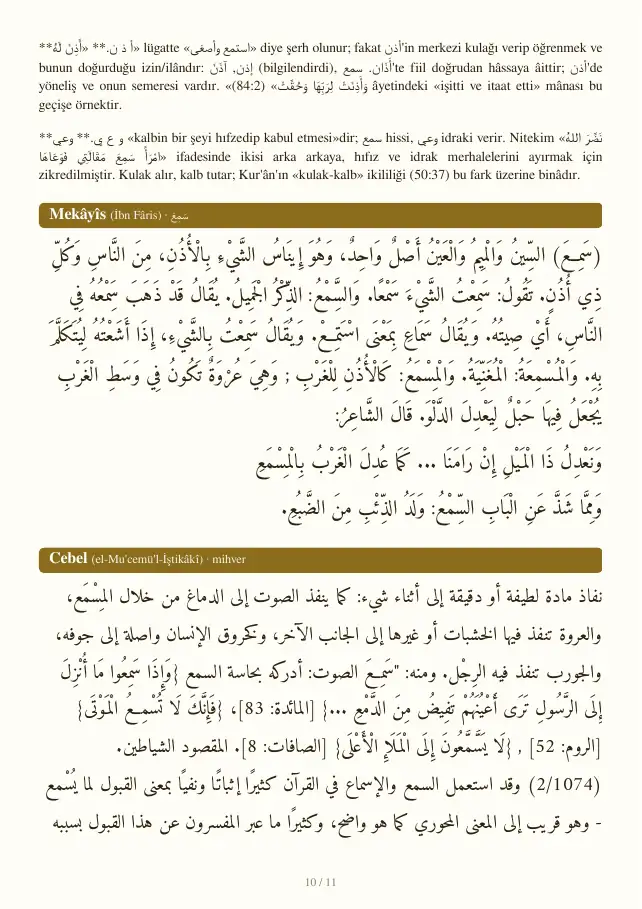 **أَذِنَ لَهُ** «.** أ ذ ن» lügatte «استمع وأصغى» diye şerh olunur; fakat أذن'in merkezi kulağı verip öğrenmek ve
bunun doğurduğu izin/ilândır: إذن, آذَنَ (bilgilendirdi), أذان. سمع'te fiil doğrudan hâssaya âittir; أذن'de
yöneliş ve onun semeresi vardır. «وَأَذِنَتْ لِرَبِّهَا وَحُقَّتْ» (84:2) âyetindeki «işitti ve itaat etti» mânası bu
geçişe örnektir.
**وعى** و ع ي.** «kalbin bir şeyi hıfzedip kabul etmesi»dir; سمع hissi, وعى idraki verir. Nitekim «نَضَّرَ اللهُ
امْرَأً سَمِعَ مَقَالَتِي فَوَعَاهَا» ifadesinde ikisi arka arkaya, hıfız ve idrak merhalelerini ayırmak için
zikredilmiştir. Kulak alır, kalb tutar; Kur'ân'ın «kulak-kalb» ikililiği (50:37) bu fark üzerine binâdır.
Mekâyîs (İbn Fâris) · سَمِعَ
(سَمِعَ) السِّينُ وَالْمِيمُ وَالْعَيْنُ أَصْلٌ وَاحِدٌ، وَهُوَ إِينَاسُ الشَّيْءِ بِالْأُذُنِ، مِنَ النَّاسِ وَكُلِّ
ذِي أُذُنٍ. تَقُولُ: سَمِعْتُ الشَّيْءَ سَمْعًا. وَالسَّمْعُ: الذِّكْرُ الْجَمِيلُ. يُقَالُ قَدْ ذَهَبَ سِمْعُهُ فِي
النَّاسِ، أَيْ صِيتُهُ. وَيُقَالُ سَمَاعِ بِمَعْنَى اسْتَمِعْ. وَيُقَالُ سَمِعْتُ بِالشَّيْءِ، إِذَا أَشَعْتُهُ لِيُتَكَلَّمَ
بِهِ. وَالْمُسْمِعَةُ: الْمُغَنِّيَةُ. وَالْمِسْمَعُ: كَالْأُذُنِ لِلْغَرْبِ ; وَهِيَ عُرْوَةٌ تَكُونُ فِي وَسَطِ الْغَرْبِ
يُجْعَلُ فِيهَا حَبْلٌ لِيَعْدِلَ الدَّلْوَ. قَالَ الشَّاعِرُ:
وَنَعْدِلُ ذَا الْمَيْلِ إِنْ رَامَنَا ... كَمَا عُدِلَ الْغَرْبُ بِالْمِسْمَعِ
وَمِمَّا شَذَّ عَنِ الْبَابِ السِّمْعُ: وَلَدُ الذِّئْبِ مِنَ الضَّبُعِ.
Cebel (el-Mu'cemü'l-İştikâkî) · mihver
نفاذ مادة لطيفة أو دقيقة إلى أثناء شيء: كما ينفذ الصوت إلى الدماغ من خلال المِسْمَع،
والعروة تنفذ فيها الخشبات أو غيرها إلى الجانب الآخر، وكخروق الإنسان واصلة إلى جوفه،
والجورب تنفذ فيه الرِجْل. ومنه: "سَمِعَ الصوت: أدركه بحاسة السمع {وَإِذَا سَمِعُوا مَا أُنْزِلَ
إِلَى الرَّسُولِ تَرَى أَعْيُنَهُمْ تَفِيضُ مِنَ الدَّمْعِ ...} [المائدة: 83]، {فَإِنَّكَ لَا تُسْمِعُ الْمَوْتَى}
[الروم: 52] , {لَا يَسَّمَّعُونَ إِلَى الْمَلَإِ الْأَعْلَى} [الصافات: 8]. المقصود الشياطين.
(2/1074) وقد استعمل السمع والإسماع في القرآن كثيرًا إثباتًا ونفيًا بمعنى القبول لما يُسْمع
- وهو قريب إلى المعنى المحوري كما هو واضح، وكثيرًا ما عبر المفسرون عن هذا القبول بسببه
10 / 11